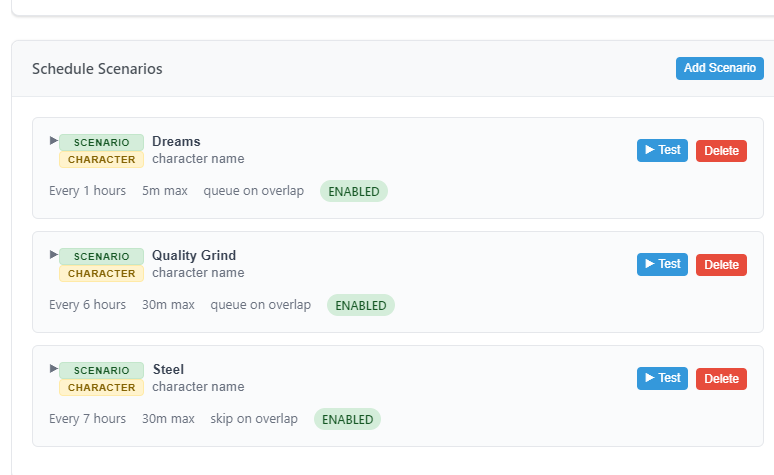 Schedule Scenarios Add Scenario
SCENARIO Dreams ▶ Test Delete
CHARACTER character name
Every 1 hours 5m max queue on overlap ENABLED
SCENARIO Quality Grind ▶ Test Delete
CHARACTER character name
Every 6 hours 30m max queue on overlap ENABLED
SCENARIO Steel ▶ Test Delete
CHARACTER character name
Every 7 hours 30m max skip on overlap ENABLED